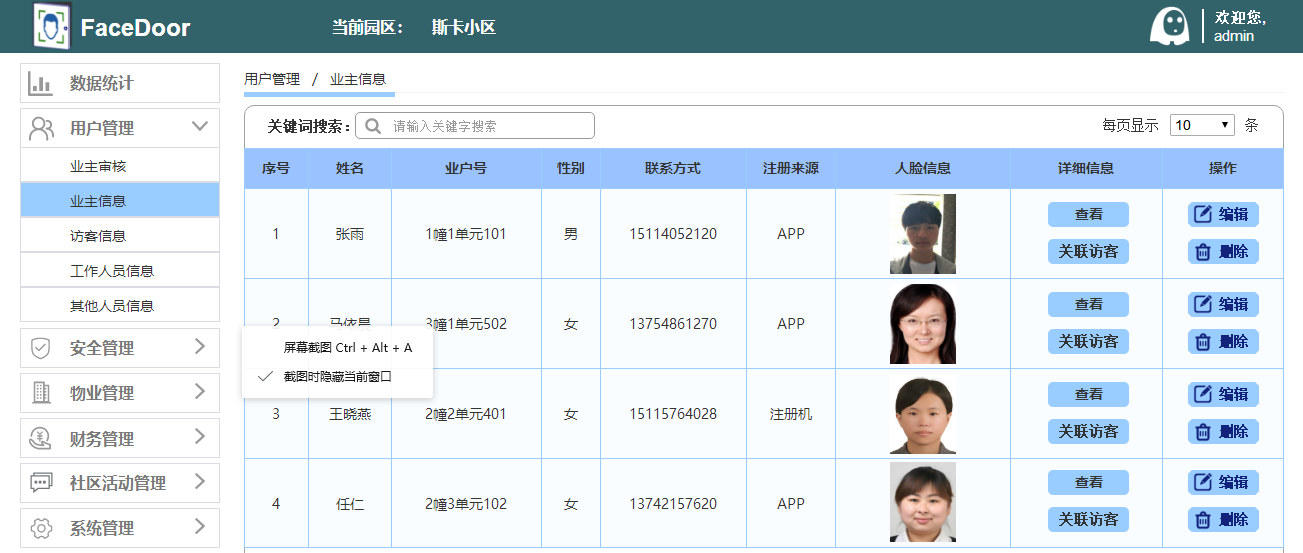 FaceDoor 当前园区： 斯卡小区 欢迎您,
admin
数据统计
用户管理
业主审核
业主信息
访客信息
工作人员信息
其他人员信息
安全管理
物业管理
财务管理
社区活动管理
系统管理
用户管理 / 业主信息
关键词搜索： 请输入关键字搜索 每页显示 10 条
序号 姓名 业户号 性别 联系方式 注册来源 人脸信息 详细信息 操作
1 张雨 1幢1单元101 男 15114052120 APP 查看 编辑
关联访客 删除
2 3幢1单元502 女 13754861270 APP 查看 编辑
关联访客 删除
屏幕截图 Ctrl + Alt + A
截图时隐藏当前窗口
3 王晓燕 2幢2单元401 女 15115764028 注册机 查看 编辑
关联访客 删除
4 任仁 2幢3单元102 女 13742157620 APP 查看 编辑
关联访客 删除